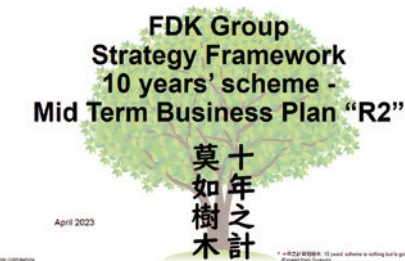 FDK Group
Strategy Framework
10 years' scheme -
Mid Term Business Plan “R2”
十年之計
莫如樹木
April 2023